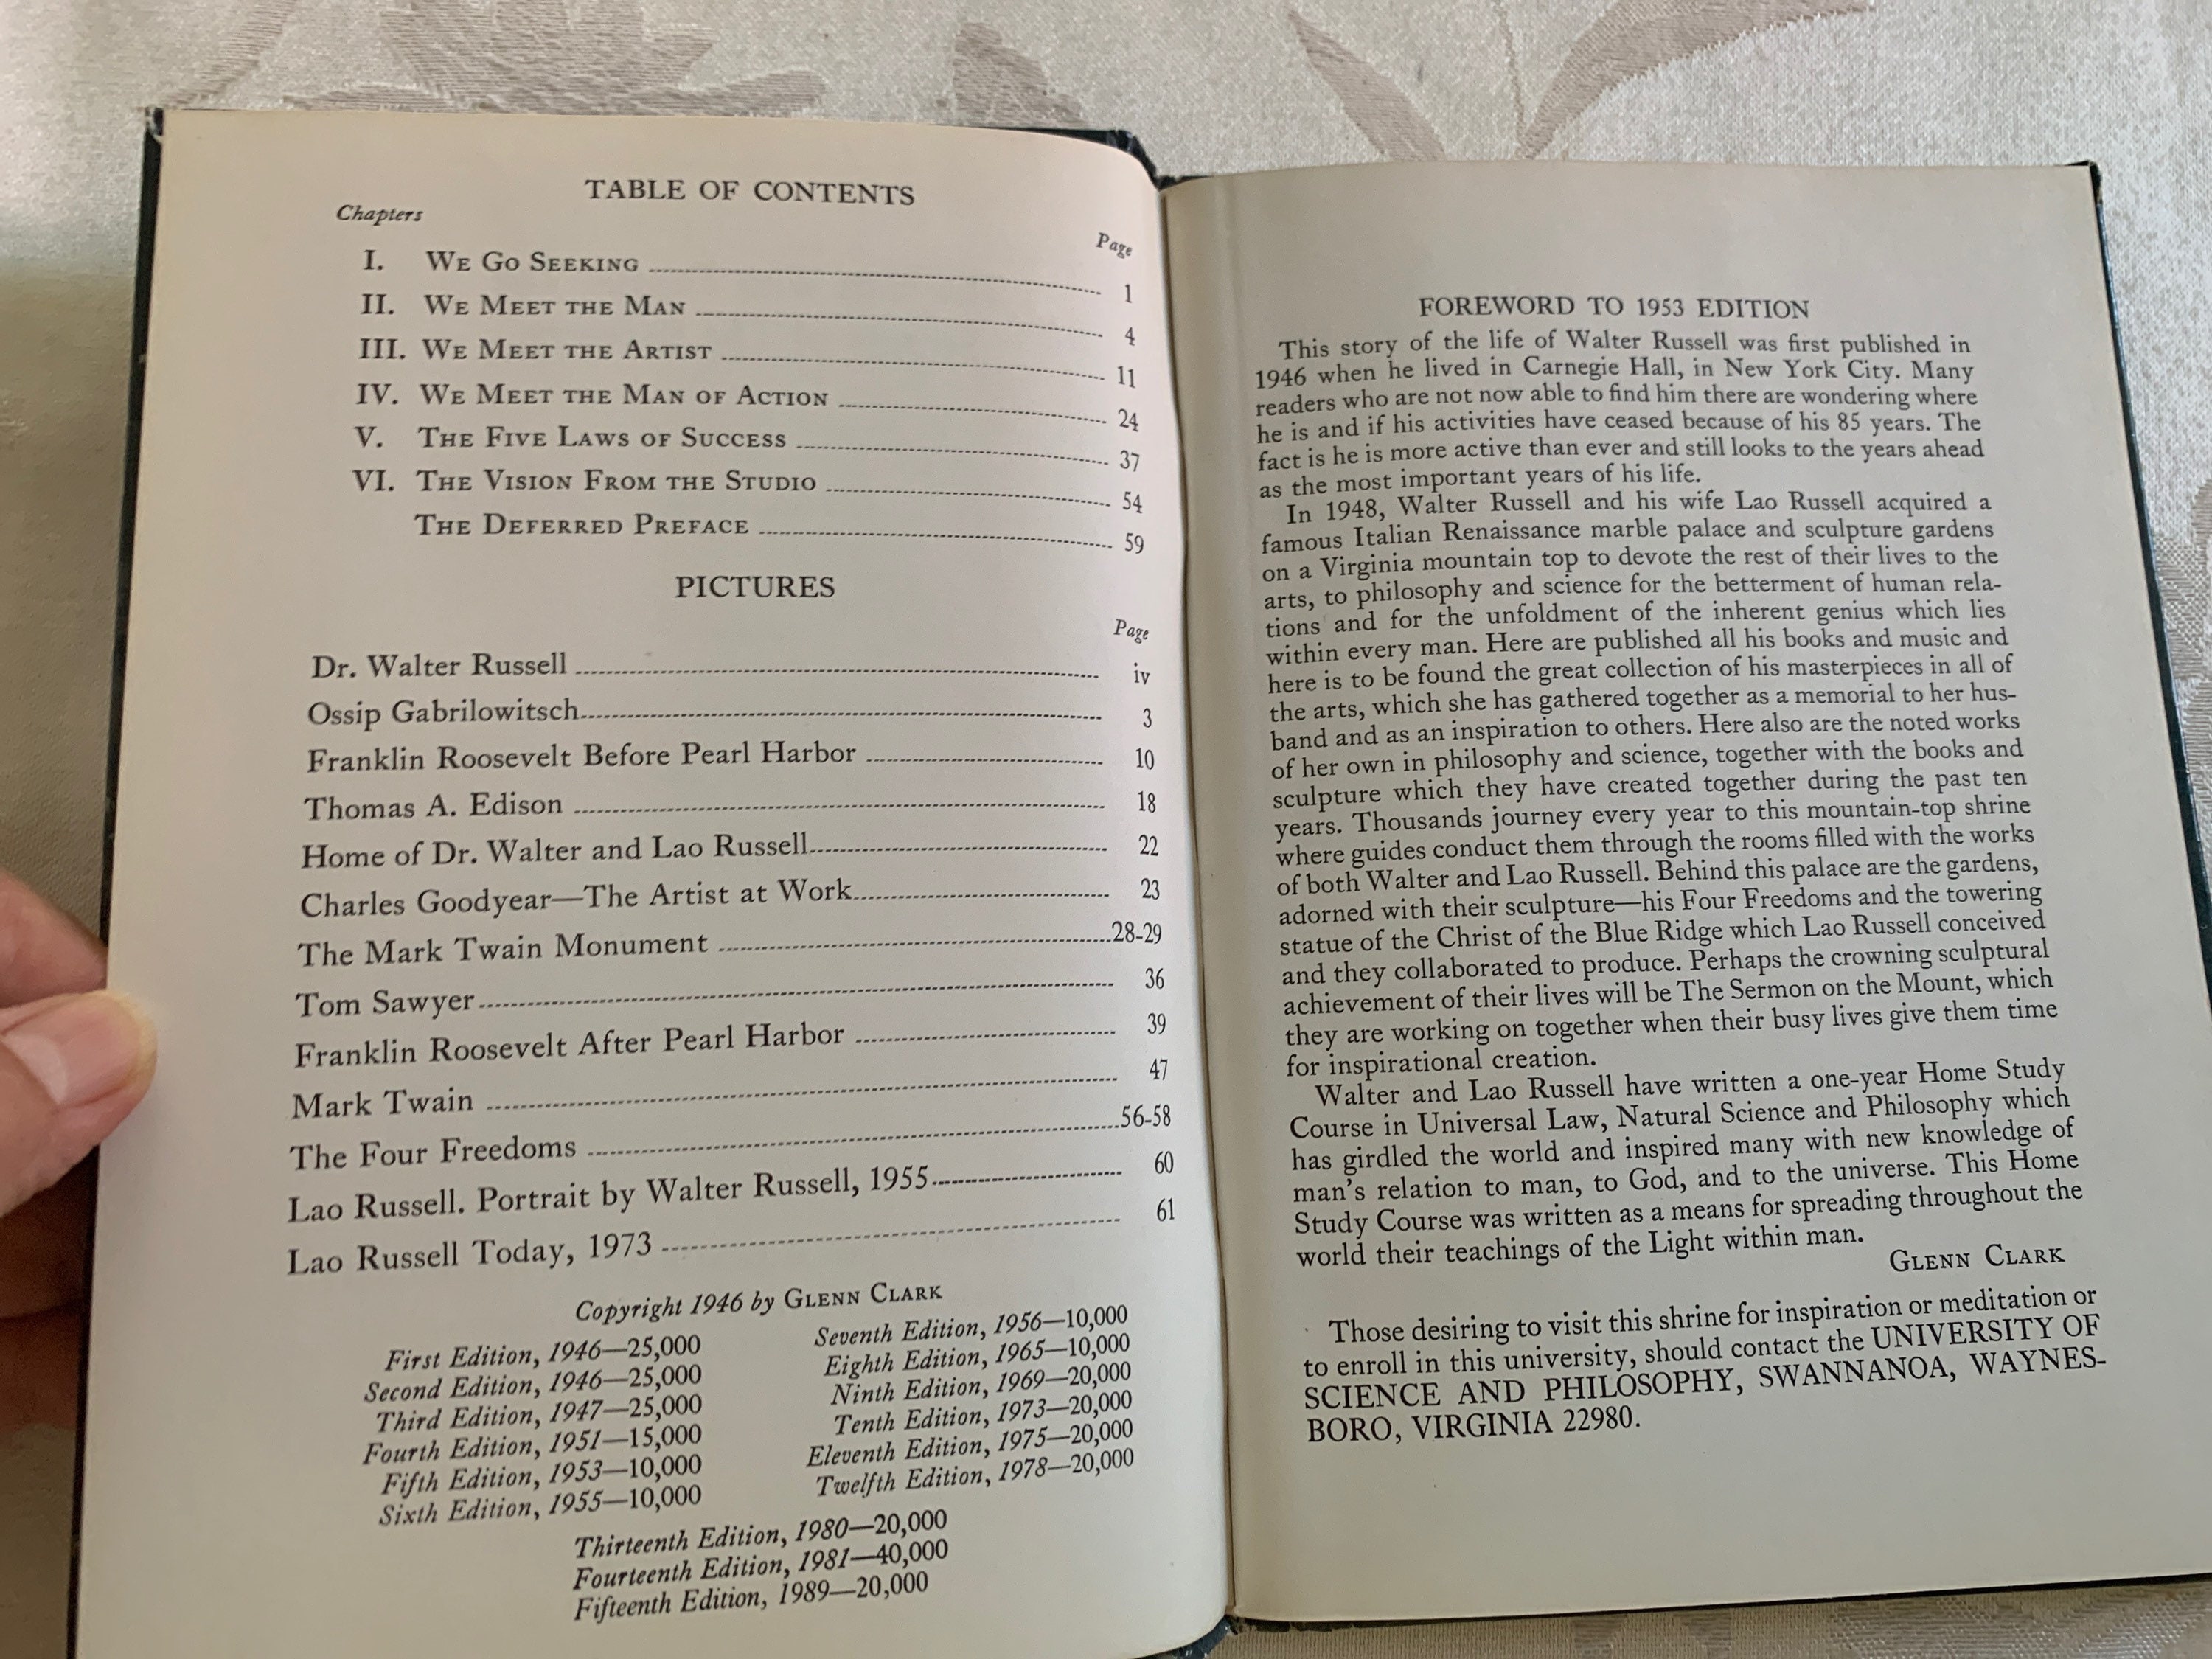 TABLE OF CONTENTS
Chapters
Page
I. WE GO SEEKING 1
II. WE MEET THE MAN 4
III. WE MEET THE ARTIST 11
IV. WE MEET THE MAN OF ACTION 24
V. THE FIVE LAWS OF SUCCESS 37
VI. THE VISION FROM THE STUDIO 54
THE DEFERRED PREFACE 59
PICTURES
Page
Dr. Walter Russell iv
Ossip Gabrilowitsch 3
Franklin Roosevelt Before Pearl Harbor 10
Thomas A. Edison 18
Home of Dr. Walter and Lao Russell 22
Charles Goodyear—The Artist at Work 23
The Mark Twain Monument 28-29
Tom Sawyer 36
Franklin Roosevelt After Pearl Harbor 39
Mark Twain 47
The Four Freedoms 56-58
Lao Russell. Portrait by Walter Russell, 1955 60
Lao Russell Today, 1973 61
Copyright 1946 by GLENN CLARK
First Edition, 1946—25,000
Second Edition, 1946—25,000
Third Edition, 1947—25,000
Fourth Edition, 1951—15,000
Fifth Edition, 1953—10,000
Sixth Edition, 1955—10,000
Seventh Edition, 1956—10,000
Eighth Edition, 1965—10,000
Ninth Edition, 1969—20,000
Tenth Edition, 1973—20,000
Eleventh Edition, 1975—20,000
Twelfth Edition, 1978—20,000
Thirteenth Edition, 1980—20,000
Fourteenth Edition, 1981—40,000
Fifteenth Edition, 1989—20,000
FOREWORD TO 1953 EDITION
This story of the life of Walter Russell was first published in
1946 when he lived in Carnegie Hall, in New York City. Many
readers who are not now able to find him there are wondering where
he is and if his activities have ceased because of his 85 years. The
fact is he is more active than ever and still looks to the years ahead
as the most important years of his life.
In 1948, Walter Russell and his wife Lao Russell acquired a
famous Italian Renaissance marble palace and sculpture gardens
on a Virginia mountain top to devote the rest of their lives to the
arts, to philosophy and science for the betterment of human rela-
tions and for the unfoldment of the inherent genius which lies
within every man. Here are published all his books and music and
here is to be found the great collection of his masterpieces in all of
the arts, which she has gathered together as a memorial to her hus-
band and as an inspiration to others. Here also are the noted works
of her own in philosophy and science, together with the books and
sculpture which they have created together during the past ten
years. Thousands journey every year to this mountain-top shrine
where guides conduct them through the rooms filled with the works
of both Walter and Lao Russell. Behind this palace are the gardens,
adorned with their sculpture—his Four Freedoms and the towering
statue of the Christ of the Blue Ridge which Lao Russell conceived
and they collaborated to produce. Perhaps the crowning sculptural
achievement of their lives will be The Sermon on the Mount, which
they are working on together when their busy lives give them time
for inspirational creation.
Walter and Lao Russell have written a one-year Home Study
Course in Universal Law, Natural Science and Philosophy which
has girdled the world and inspired many with new knowledge of
man's relation to man, to God, and to the universe. This Home
Study Course was written as a means for spreading throughout the
world their teachings of the Light within man.
GLENN CLARK
Those desiring to visit this shrine for inspiration or meditation or
to enroll in this university, should contact the UNIVERSITY OF
SCIENCE AND PHILOSOPHY, SWANNANOA, WAYNES-
BORO, VIRGINIA 22980.